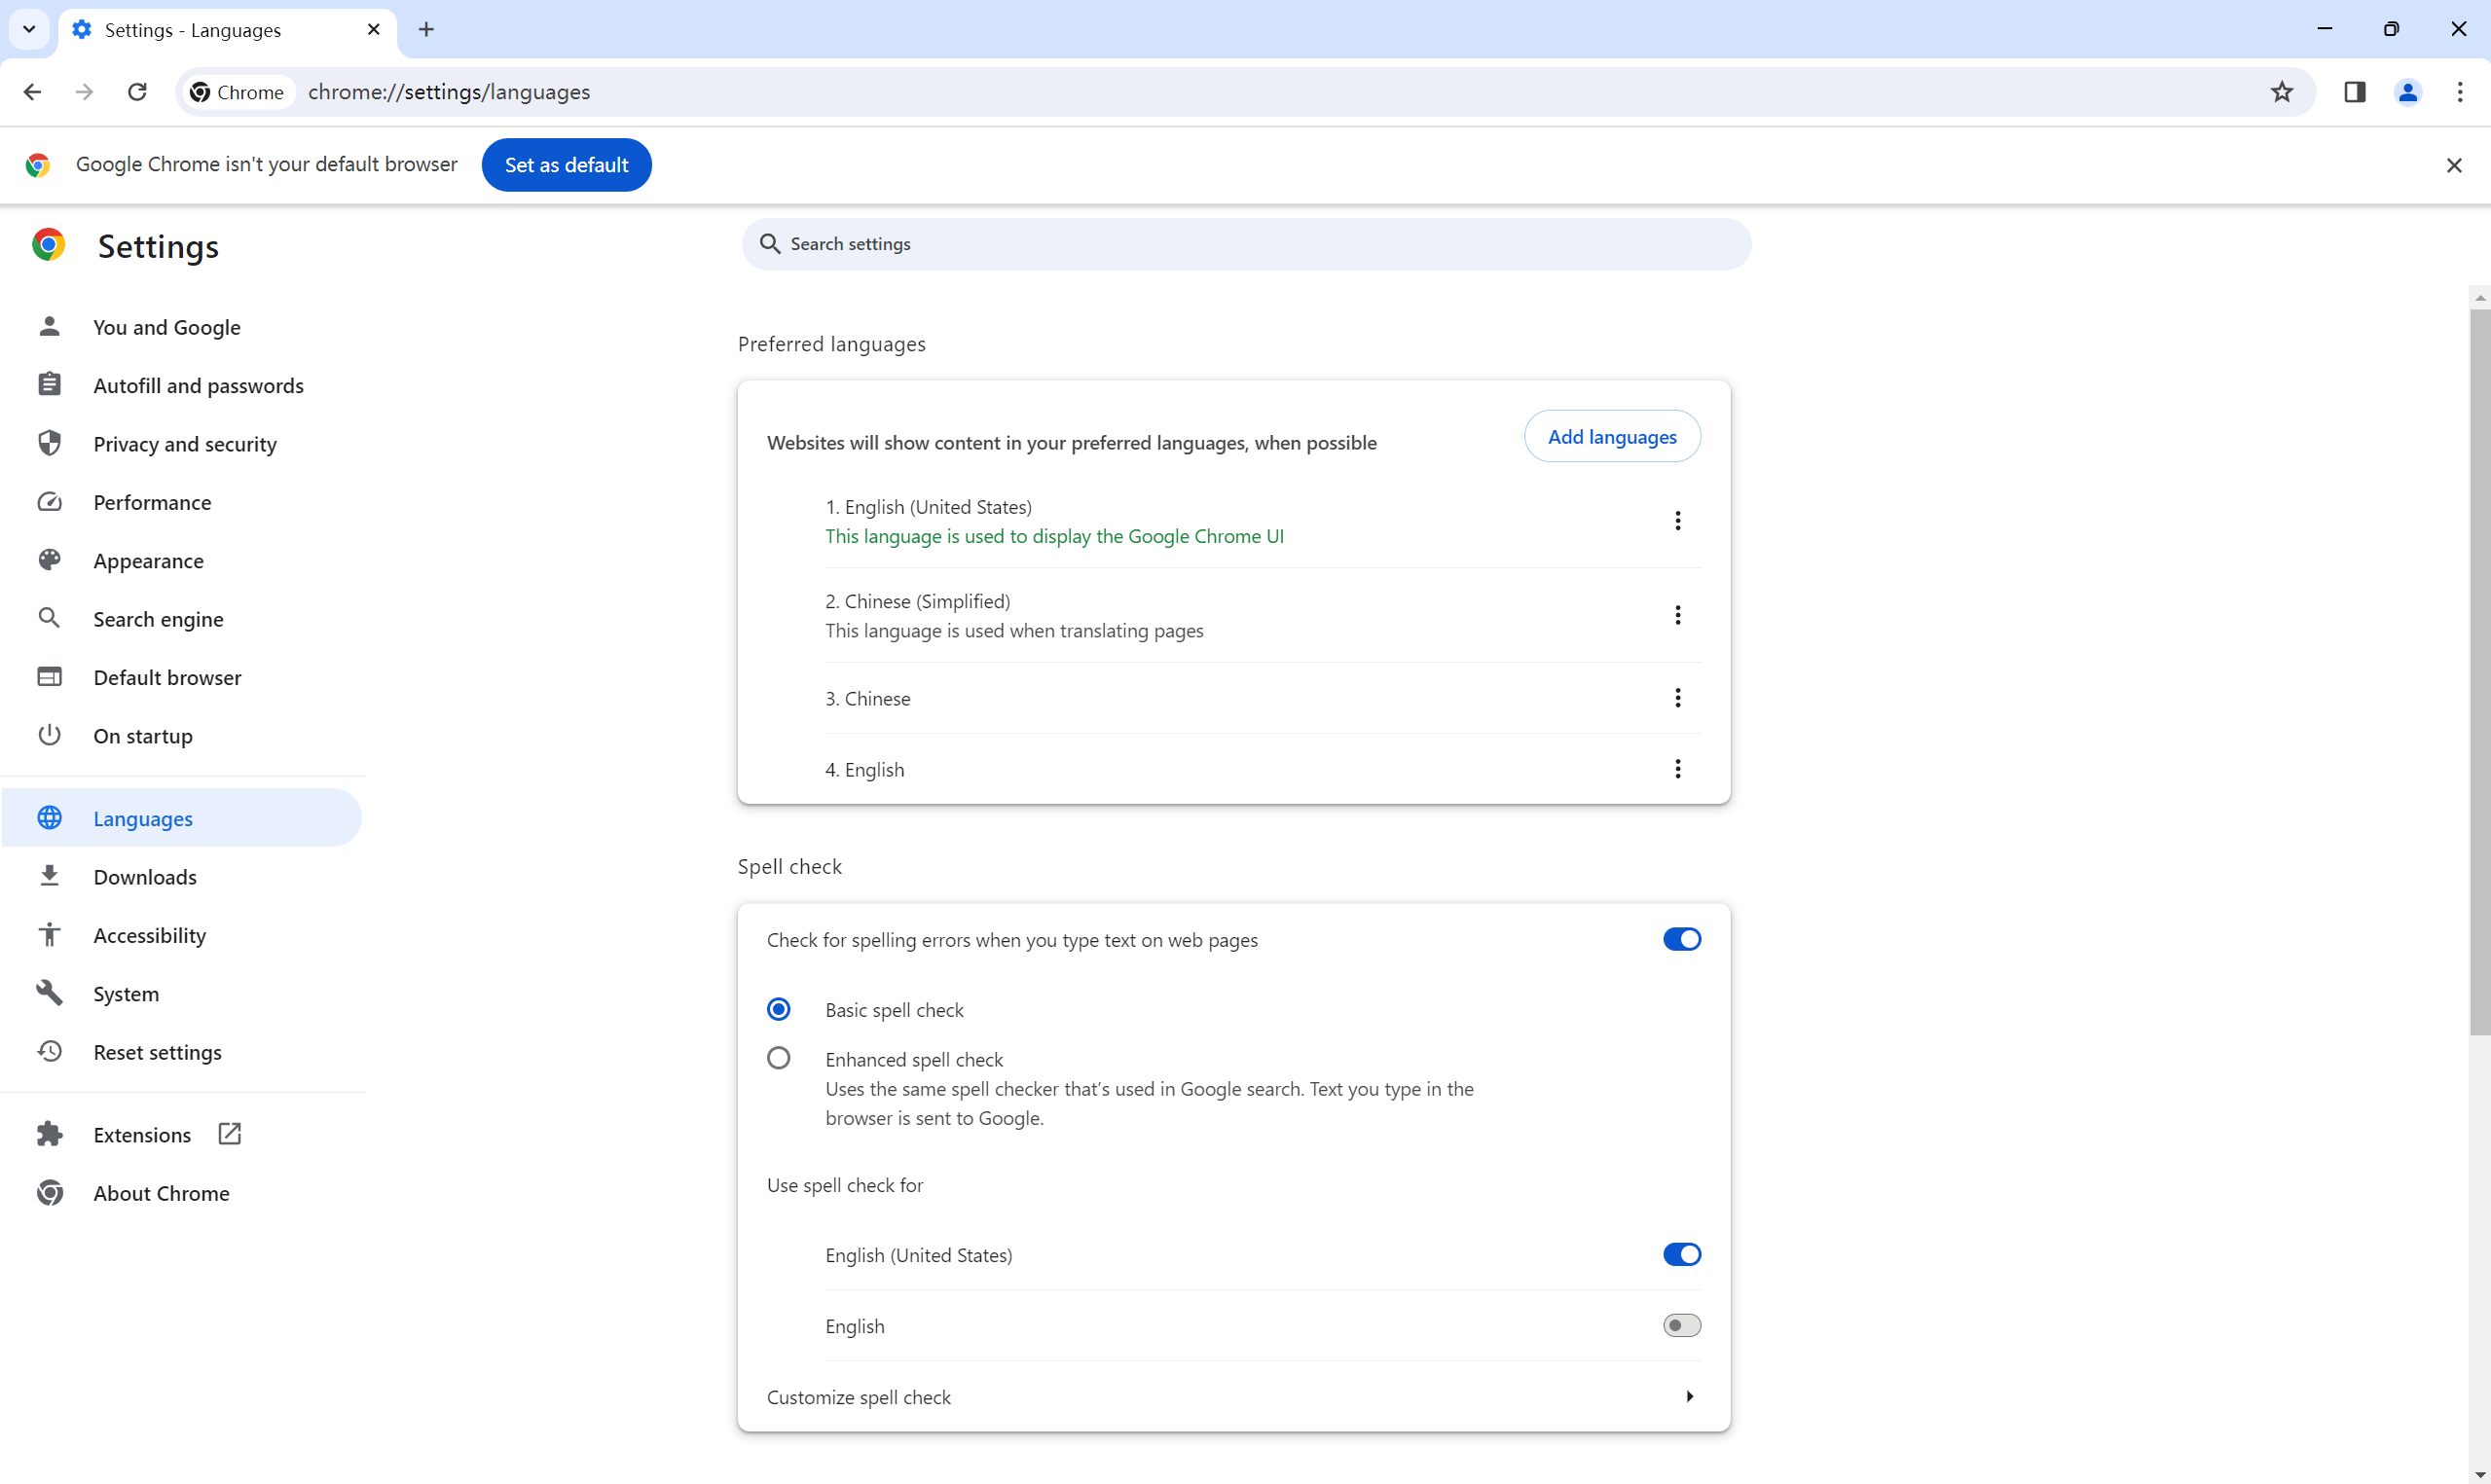 Settings - Languages
Chrome
chrome://settings/languages
Google Chrome isn't your default browser
Set as default
Settings
Search settings
You and Google
Autofill and passwords
Privacy and security
Performance
Appearance
Search engine
Default browser
On startup
Languages
Downloads
Accessibility
System
Reset settings
Extensions
About Chrome
Preferred languages
Websites will show content in your preferred languages, when possible
Add languages
1. English (United States)
This language is used to display the Google Chrome UI
2. Chinese (Simplified)
This language is used when translating pages
3. Chinese
4. English
Spell check
Check for spelling errors when you type text on web pages
Basic spell check
Enhanced spell check
Uses the same spell checker that’s used in Google search. Text you type in the
browser is sent to Google.
Use spell check for
English (United States)
English
Customize spell check